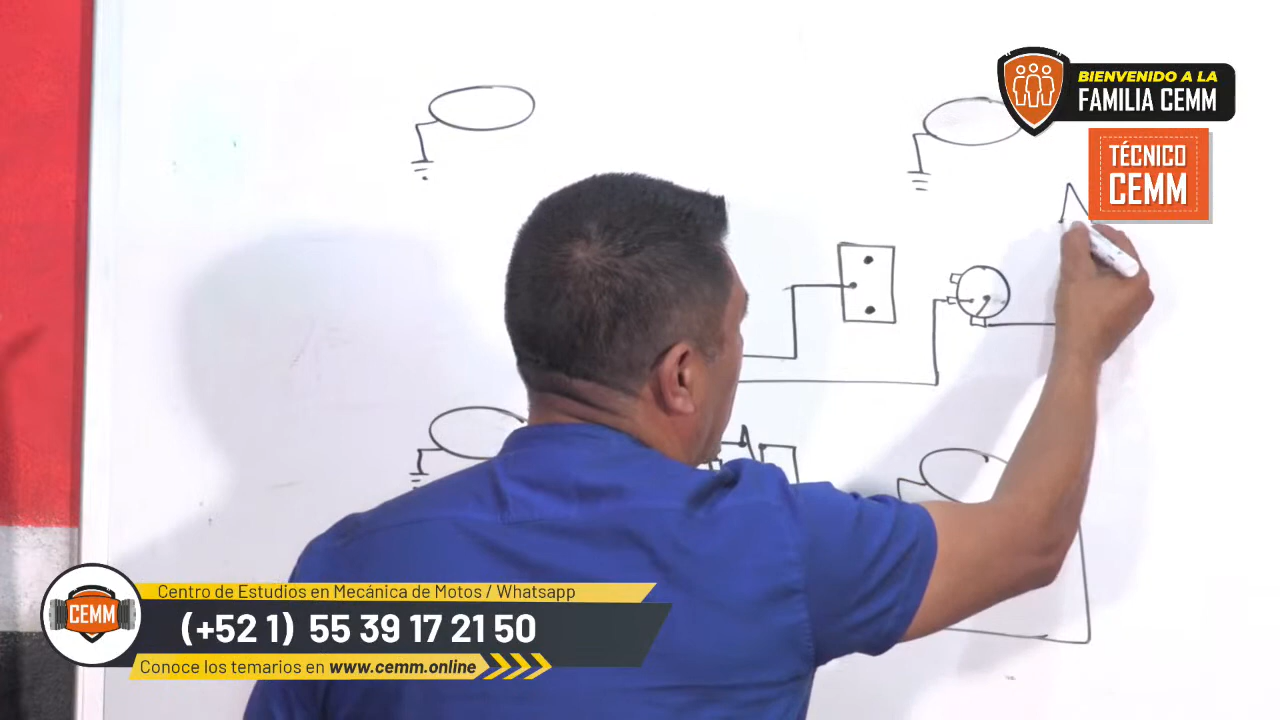 BIENVENIDO A LA
FAMILIA CEMM
TÉCNICO
CEMM
Centro de Estudios en Mecánica de Motos / Whatsapp
CEMM
(+52 1) 55 39 17 21 50
Conoce los temarios en www.cemm.online